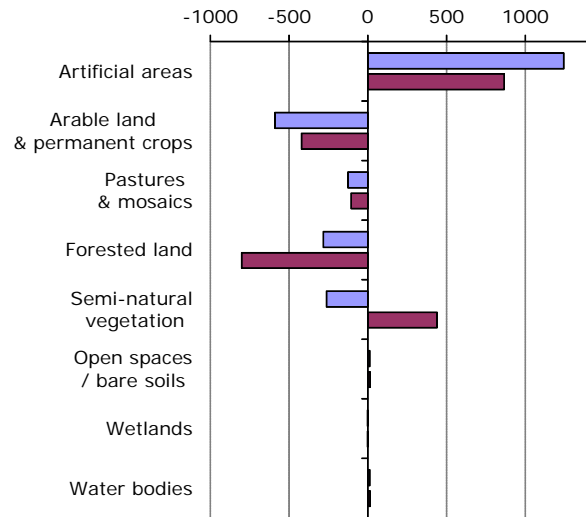 -1000 -500 0 500 1000
Artificial areas
Arable land
& permanent crops
Pastures
& mosaics
Forested land
Semi-natural
vegetation
Open spaces
/ bare soils
Wetlands
Water bodies